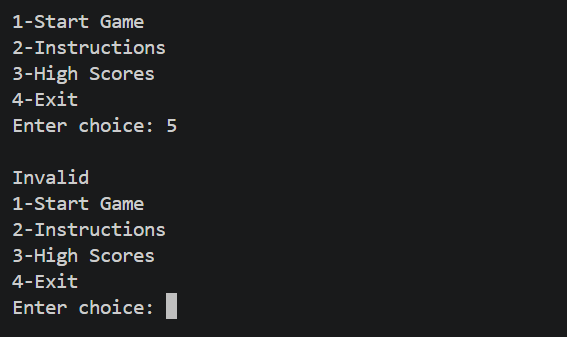 1-Start Game
2-Instructions
3-High Scores
4-Exit
Enter choice: 5
Invalid
1-Start Game
2-Instructions
3-High Scores
4-Exit
Enter choice: